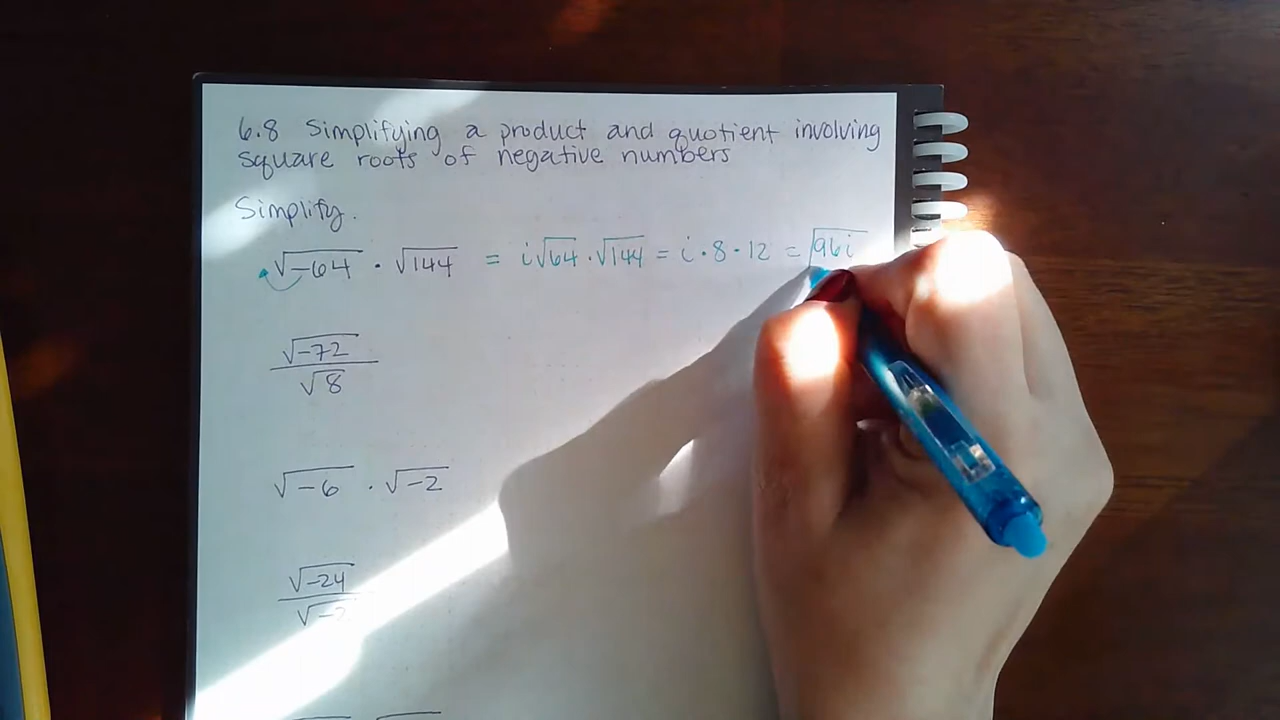 6.8 Simplifying a product and quotient involving
square roots of negative numbers
Simplify.
√-64 · √144 = i√64 · √144 = i · 8 · 12 = 96i
√-72
√8
√-6 · √-2
√-24